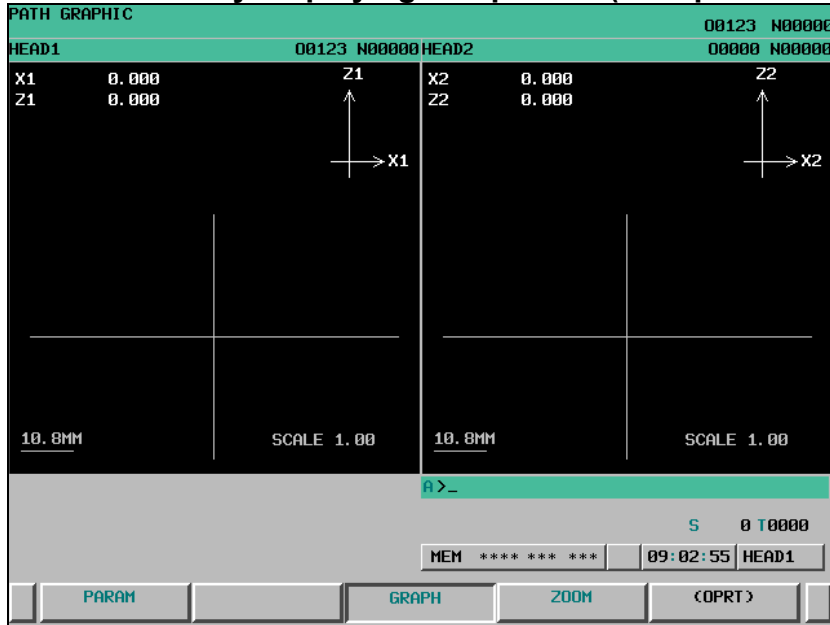 PATH GRAPHIC
O0123 N00000
HEAD1 O0123 N00000
X1 0.000
Z1 0.000
Z1
X1
10.8MM
SCALE 1.00
HEAD2 O0000 N00000
X2 0.000
Z2 0.000
Z2
X2
10.8MM
SCALE 1.00
A>_
S 0 T0000
MEM **** *** *** 09:02:55 HEAD1
PARAM GRAPH ZOOM (OPRT)